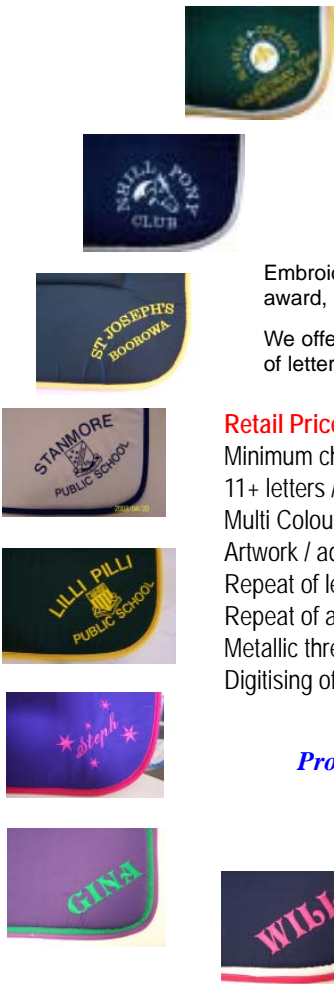 NHILL PONY
CLUB
Embroid
award,
We offe
of letter
ST JOSEPH'S
BOOROWA
Retail Price
Minimum ch
11+ letters /
Multi Colou
Artwork / ad
Repeat of le
Repeat of a
Metallic thre
Digitising of
STANMORE
PUBLIC SCHOOL
2003/04/20
LILLI PILLI
PUBLIC SCHOOL
Steph
Pro
GINA
WILL